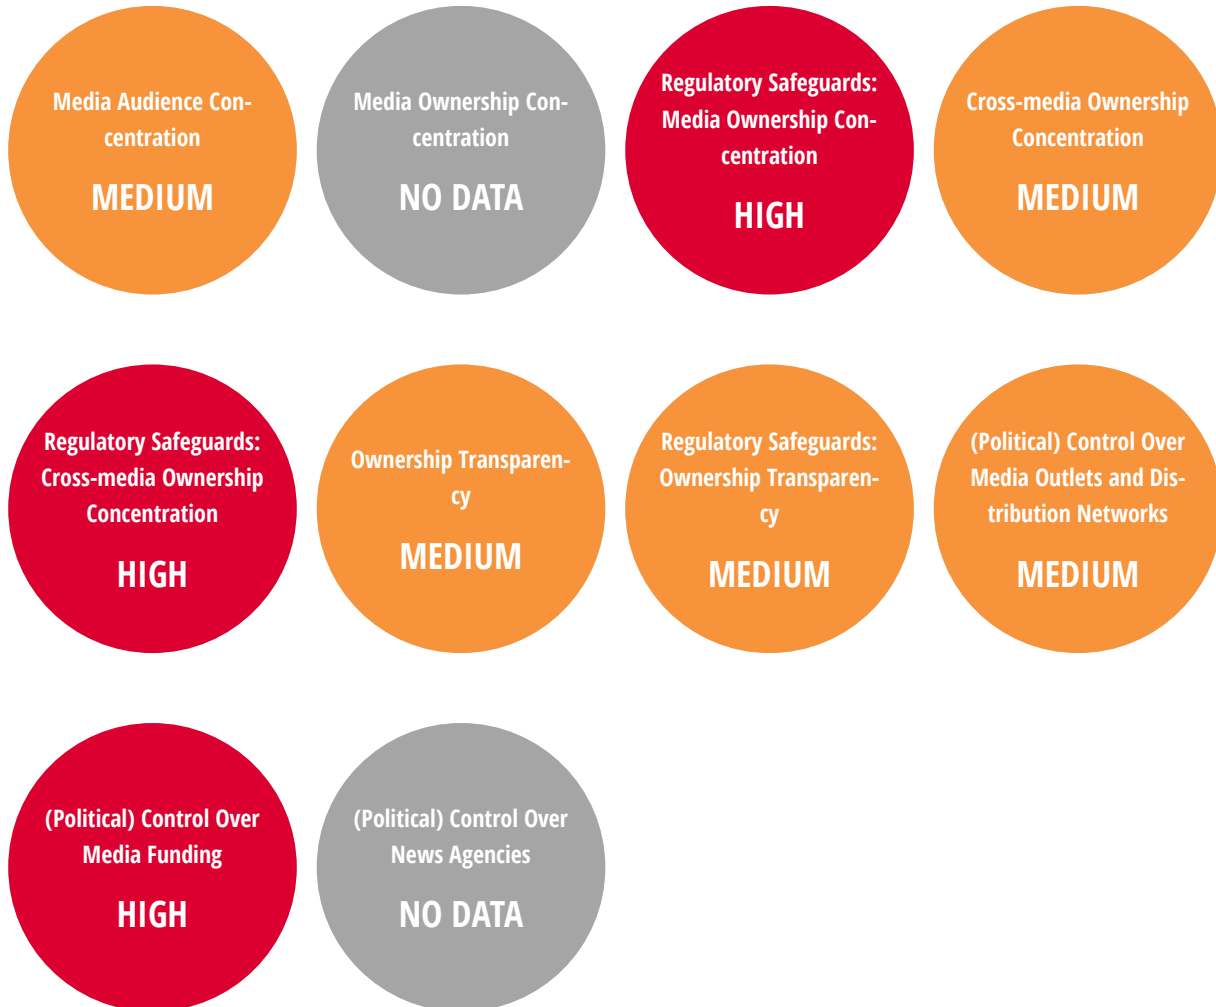 Media Audience Con-
centration
MEDIUM
Media Ownership Con-
centration
NO DATA
Regulatory Safeguards:
Media Ownership Con-
centration
HIGH
Cross-media Ownership
Concentration
MEDIUM
Regulatory Safeguards:
Cross-media Ownership
Concentration
HIGH
Ownership Transparen-
cy
MEDIUM
Regulatory Safeguards:
Ownership Transparen-
cy
MEDIUM
(Political) Control Over
Media Outlets and Dis-
tribution Networks
MEDIUM
(Political) Control Over
Media Funding
HIGH
(Political) Control Over
News Agencies
NO DATA